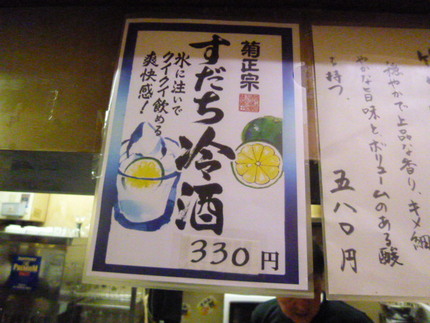 菊正宗
すだち冷酒
氷に注いで
クイクイ飲める
爽快感!
330円
穏やかで上品な香り、キメ細
やかな旨味とボリュームのある酸
を持つ。
五八〇円